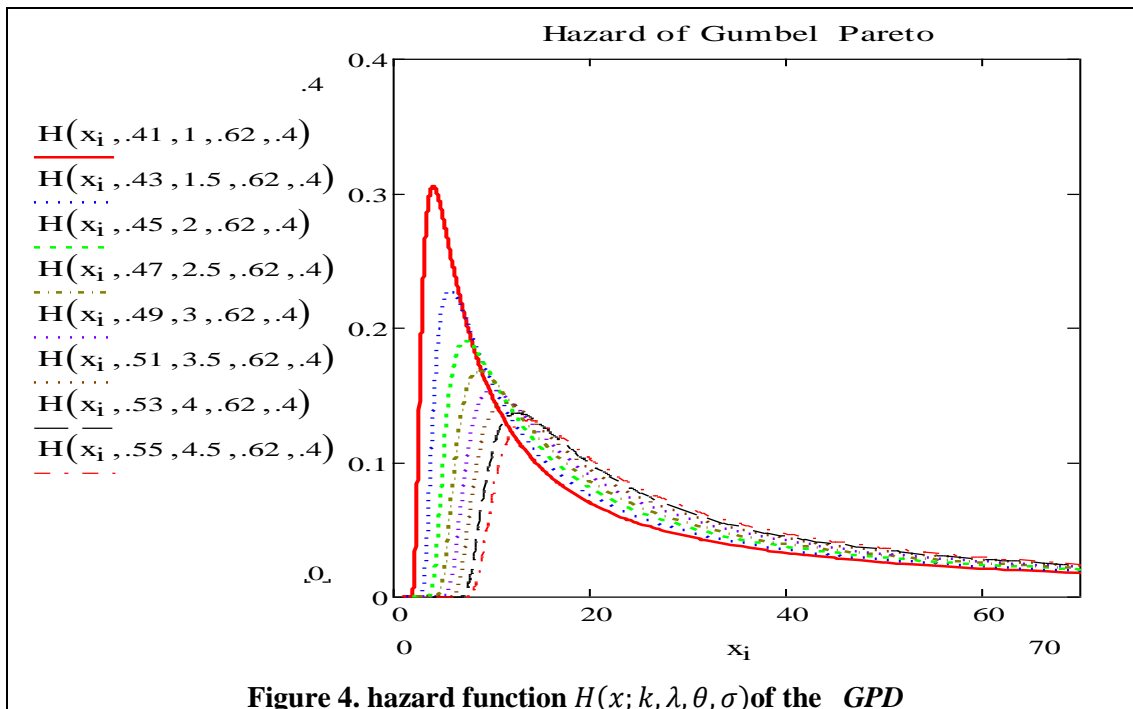 Hazard of Gumbel Pareto
.4
H(xi ,.41 ,1 ,.62 ,.4)
H(xi ,.43 ,1.5 ,.62 ,.4)
H(xi ,.45 ,2 ,.62 ,.4)
H(xi ,.47 ,2.5 ,.62 ,.4)
H(xi ,.49 ,3 ,.62 ,.4)
H(xi ,.51 ,3.5 ,.62 ,.4)
H(xi ,.53 ,4 ,.62 ,.4)
H(xi ,.55 ,4.5 ,.62 ,.4)
.0.
0.4
0.3
0.2
0.1
0
0 20 40 60
0 xi 70
Figure 4. hazard function H(x; k, λ, θ, σ)of the GPD